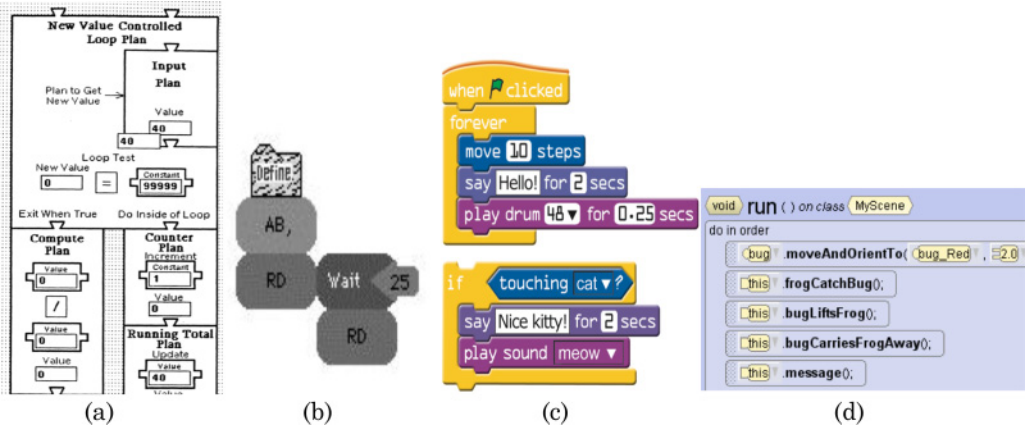 New Value Controlled
Loop Plan
Input
Plan
Plan to Get
New Value
Value
40
40
Loop Test
New Value
0
=
Constant
99999
Exit When True
Do Inside of Loop
Compute
Plan
Value
0
/
Value
0
Value
0
Counter
Plan
Increment
Constant
1
Value
0
Running Total
Plan
Update
Value
40
Value
(a)
Define
AB,
RD
Wait
25
RD
(b)
when clicked
forever
move 10 steps
say Hello! for 2 secs
play drum 48 for 0.25 secs
if touching cat ?
say Nice kitty! for 2 secs
play sound meow
(c)
void run () on class MyScene
do in order
bug .moveAndOrientTo( bug_Red , 2.0
this .frogCatchBug();
this .bugLiftsFrog();
this .bugCarriesFrogAway();
this .message();
(d)